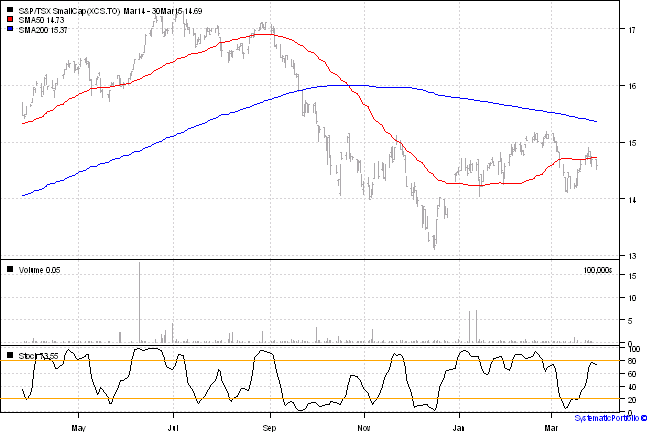 S&P/TSX SmallCap(XCS.TO) Mar14 - 30Mar15 14.69
SMA50 14.73
SMA200 15.37
17
16
15
14
13
Volume 0.05
100,000s
15
10
5
0
Stoch 73.55
100
80
60
40
20
0
May
Jul
Sep
Nov
Jan
Mar
SystematicPortfolio ©